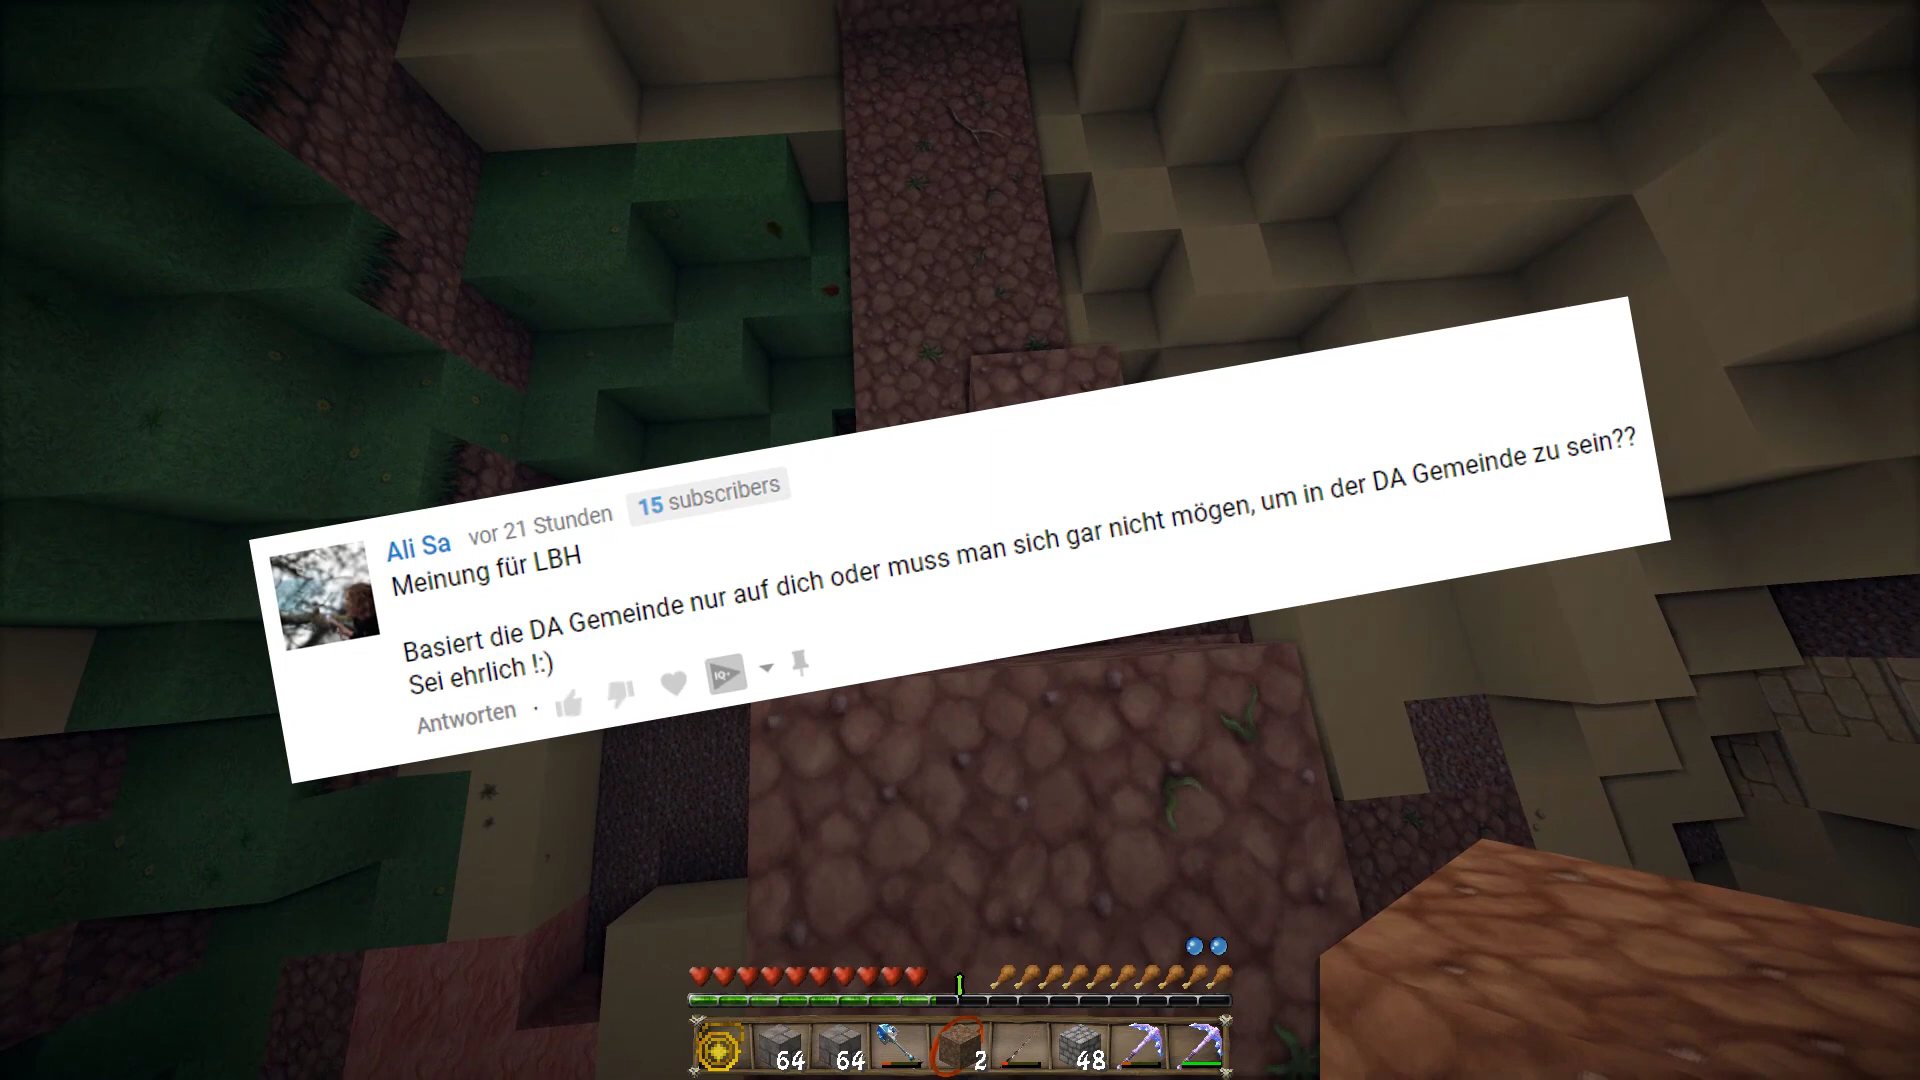 Ali Sa vor 21 Stunden 15 subscribers
Meinung für LBH
Basiert die DA Gemeinde nur auf dich oder muss man sich gar nicht mögen, um in der DA Gemeinde zu sein??
Sei ehrlich !:)
Antworten ·
IQ+
64 64 2 48